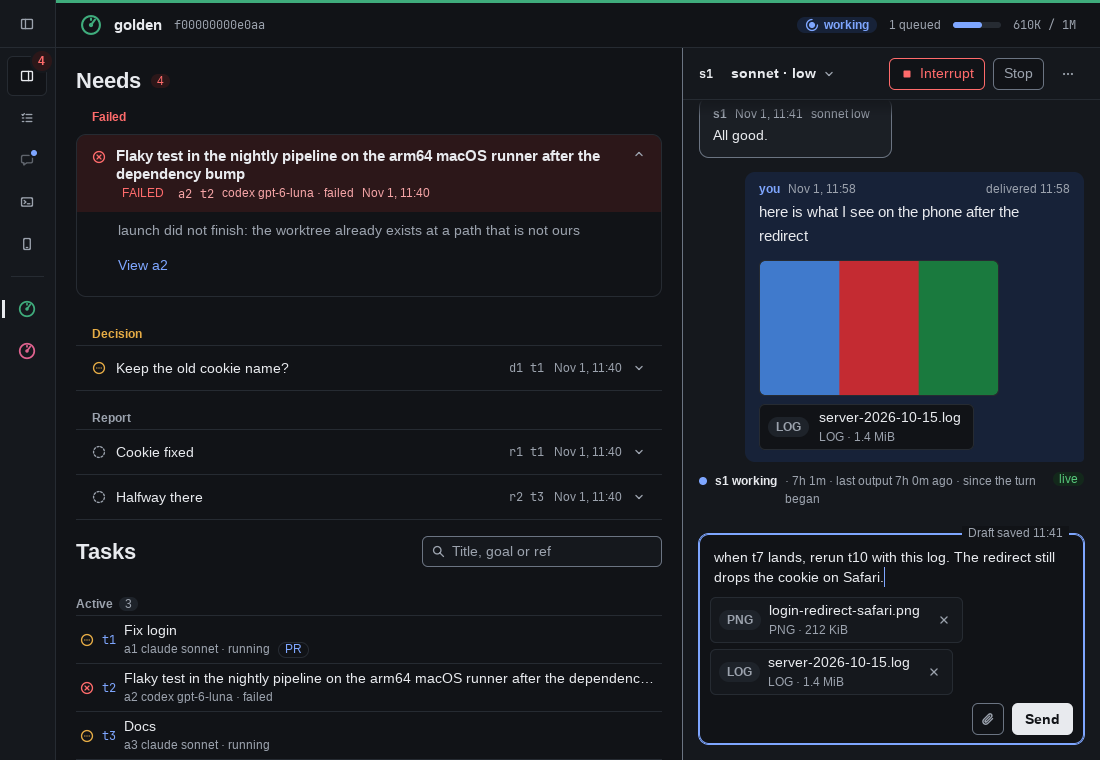 golden f00000000e0aa
working 1 queued 610K / 1M
4
Needs 4
Failed
Flaky test in the nightly pipeline on the arm64 macOS runner after the
dependency bump
FAILED a2 t2 codex gpt-6-luna · failed Nov 1, 11:40
launch did not finish: the worktree already exists at a path that is not ours
View a2
Decision
Keep the old cookie name? d1 t1 Nov 1, 11:40
Report
Cookie fixed r1 t1 Nov 1, 11:40
Halfway there r2 t3 Nov 1, 11:40
Tasks
Title, goal or ref
Active 3
t1 Fix login
a1 claude sonnet · running PR
t2 Flaky test in the nightly pipeline on the arm64 macOS runner after the dependenc…
a2 codex gpt-6-luna · failed
t3 Docs
a3 claude sonnet · running
s1 sonnet · low Interrupt Stop
s1 Nov 1, 11:41 sonnet low
All good.
you Nov 1, 11:58 delivered 11:58
here is what I see on the phone after the
redirect
LOG server-2026-10-15.log
LOG · 1.4 MiB
s1 working · 7h 1m · last output 7h 0m ago · since the turn
began
live
Draft saved 11:41
when t7 lands, rerun t10 with this log. The redirect still
drops the cookie on Safari.
PNG login-redirect-safari.png
PNG · 212 KiB
LOG server-2026-10-15.log
LOG · 1.4 MiB
Send